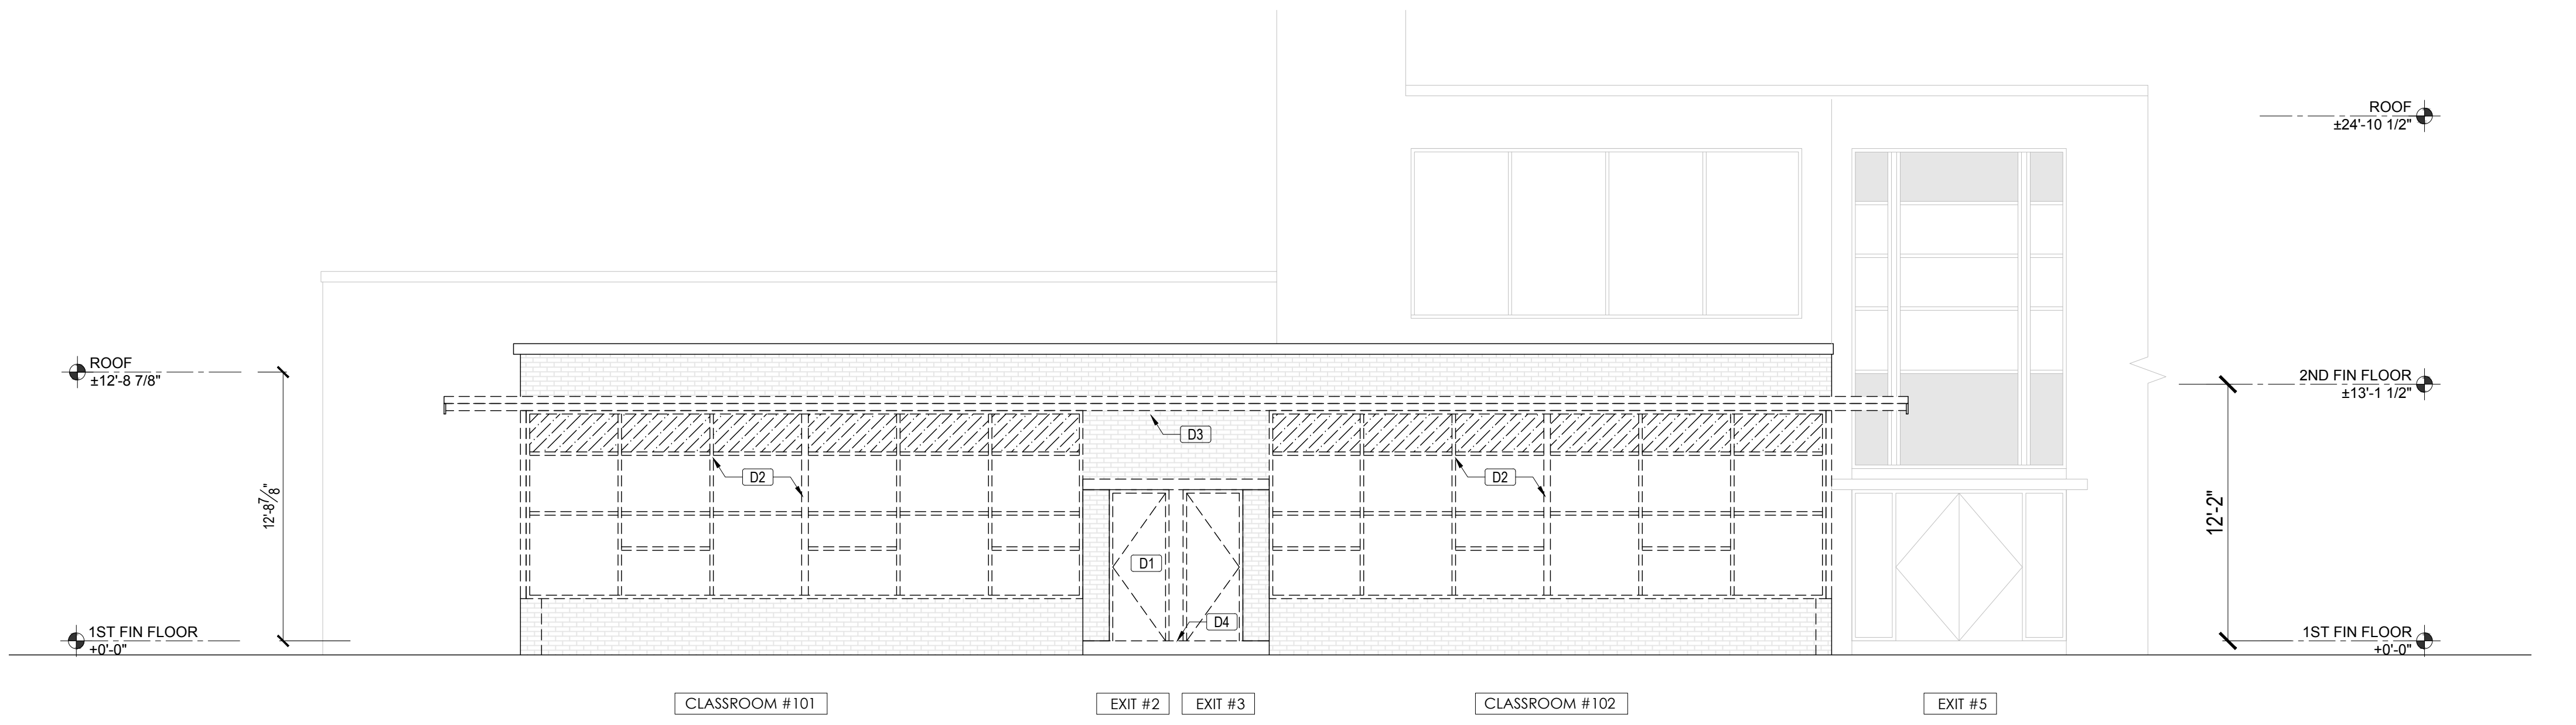 ROOF
±24'-10 1/2"
ROOF
±12'-8 7/8"
2ND FIN FLOOR
±13'-1 1/2"
D3
D2
D2
12'-8 7/8"
12'-2"
D1
D4
1ST FIN FLOOR
+0'-0"
1ST FIN FLOOR
+0'-0"
CLASSROOM #101
EXIT #2
EXIT #3
CLASSROOM #102
EXIT #5